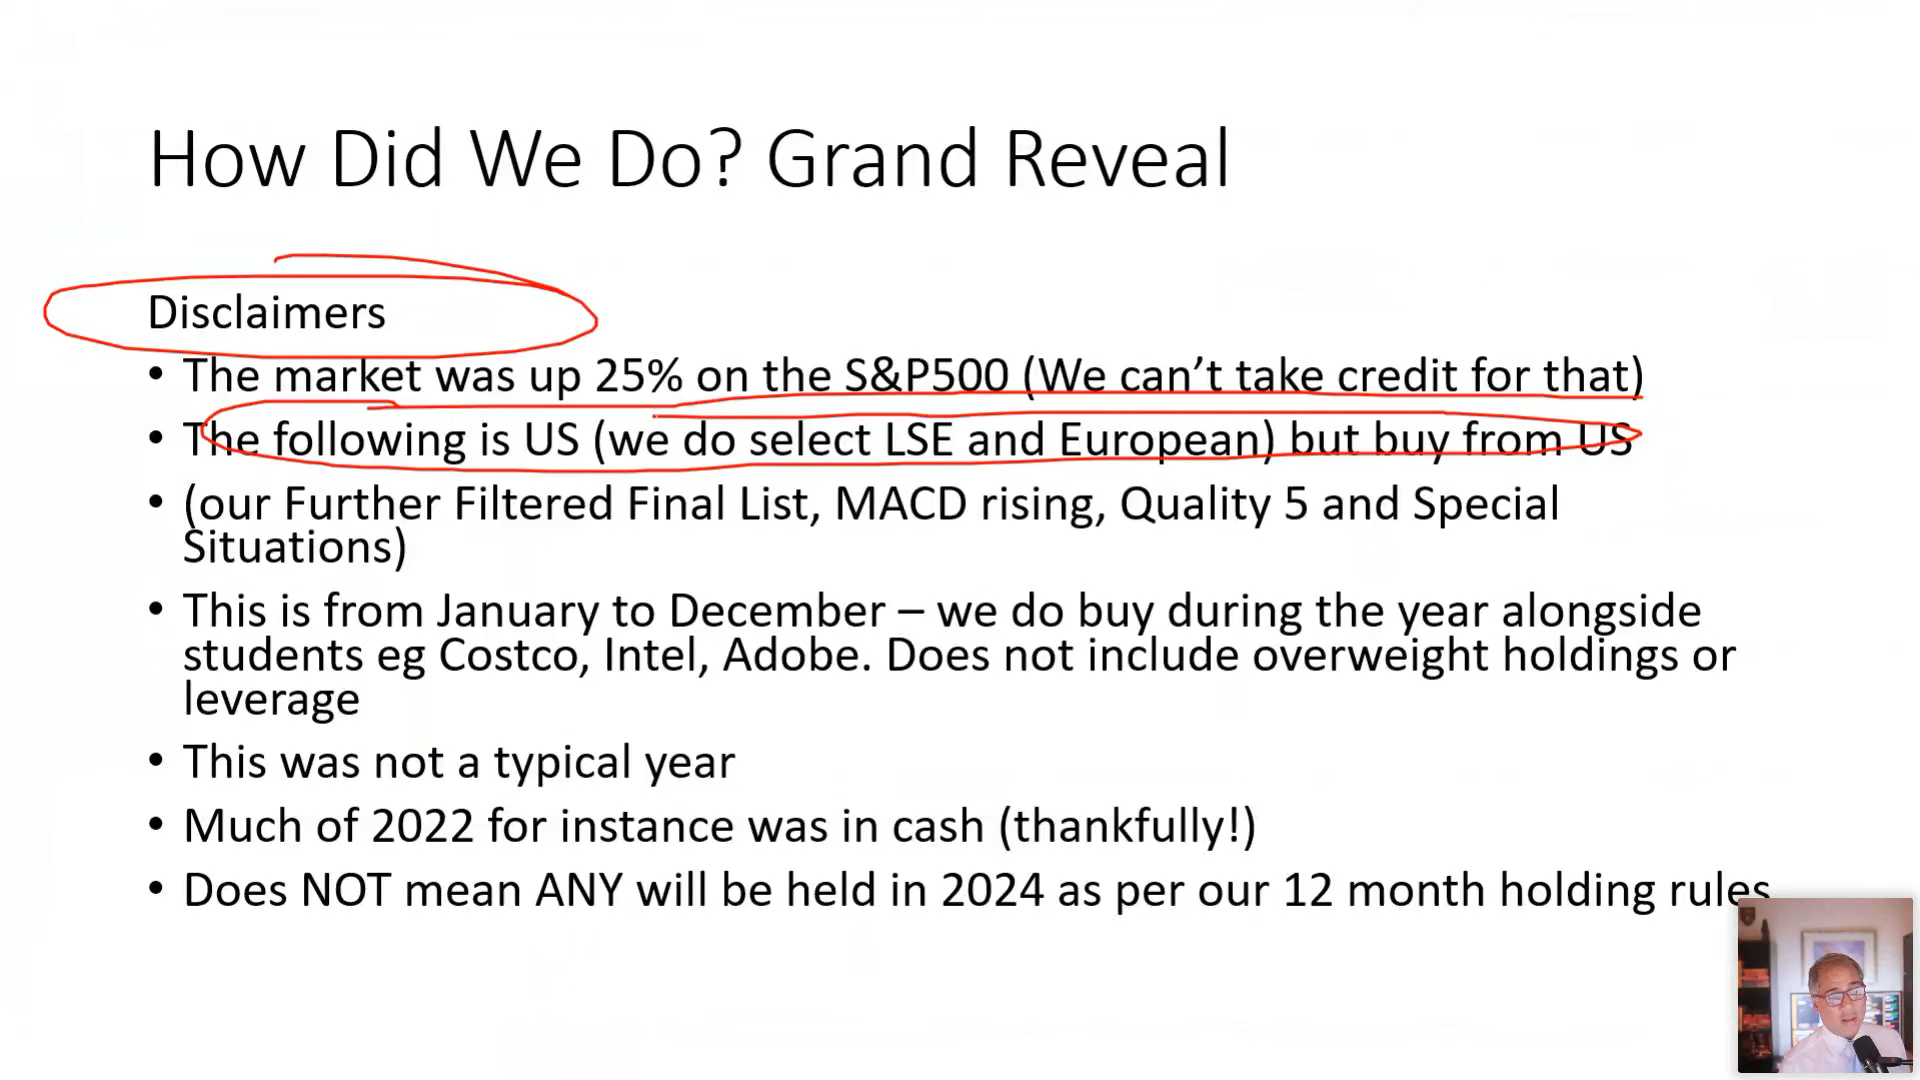 How Did We Do? Grand Reveal
Disclaimers
• The market was up 25% on the S&P500 (We can’t take credit for that)
• The following is US (we do select LSE and European) but buy from US
• (our Further Filtered Final List, MACD rising, Quality 5 and Special
Situations)
• This is from January to December – we do buy during the year alongside
students eg Costco, Intel, Adobe. Does not include overweight holdings or
leverage
• This was not a typical year
• Much of 2022 for instance was in cash (thankfully!)
• Does NOT mean ANY will be held in 2024 as per our 12 month holding rules